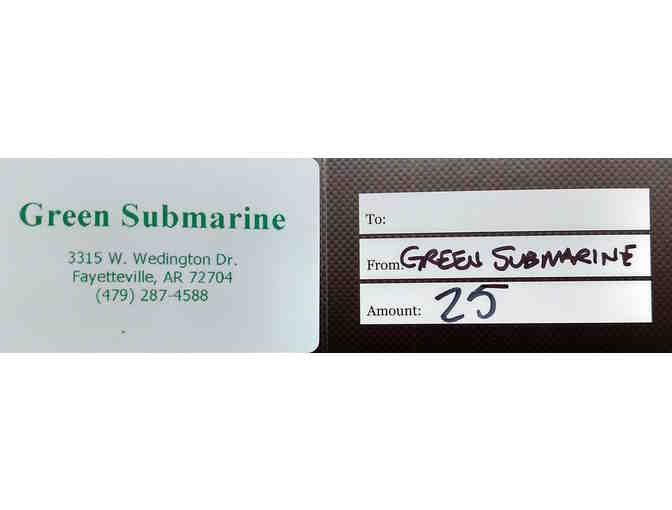 Green Submarine
3315 W. Wedington Dr.
Fayetteville, AR 72704
(479) 287-4588
To:
From: GREEN SUBMARINE
Amount: 25